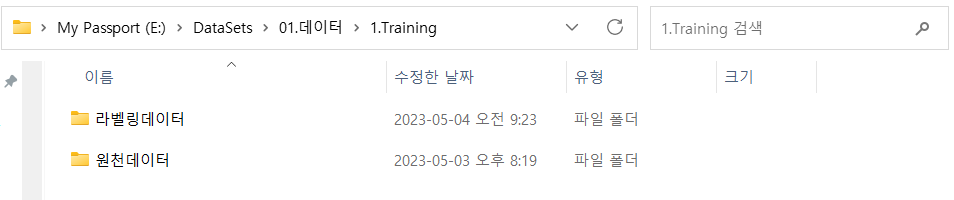 My Passport (E:) > DataSets > 01.데이터 > 1.Training 1.Training 검색
이름 수정한 날짜 유형 크기
라벨링데이터 2023-05-04 오전 9:23 파일 폴더
원천데이터 2023-05-03 오후 8:19 파일 폴더